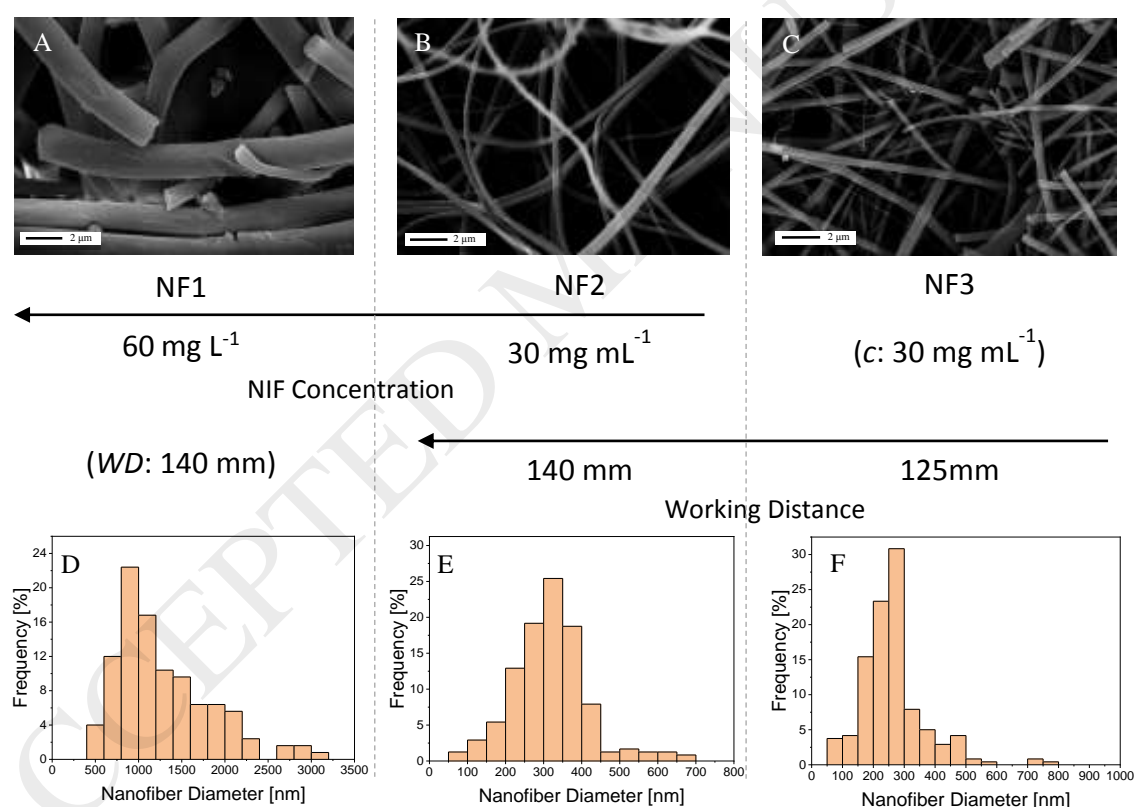 A
B
C
2 µm
2 µm
2 µm
NF1
NF2
NF3
60 mg L-1
30 mg mL-1
(c: 30 mg mL-1)
NIF Concentration
(WD: 140 mm)
140 mm
125mm
Working Distance
D
24
20
16
12
8
4
0
0 500 1000 1500 2000 2500 3000 3500
Frequency [%]
Nanofiber Diameter [nm]
E
30
25
20
15
10
5
0
0 100 200 300 400 500 600 700 800
Frequency [%]
Nanofiber Diameter [nm]
F
30
25
20
15
10
5
0
0 100 200 300 400 500 600 700 800 900 1000
Frequency [%]
Nanofiber Diameter [nm]
CCEPTED M